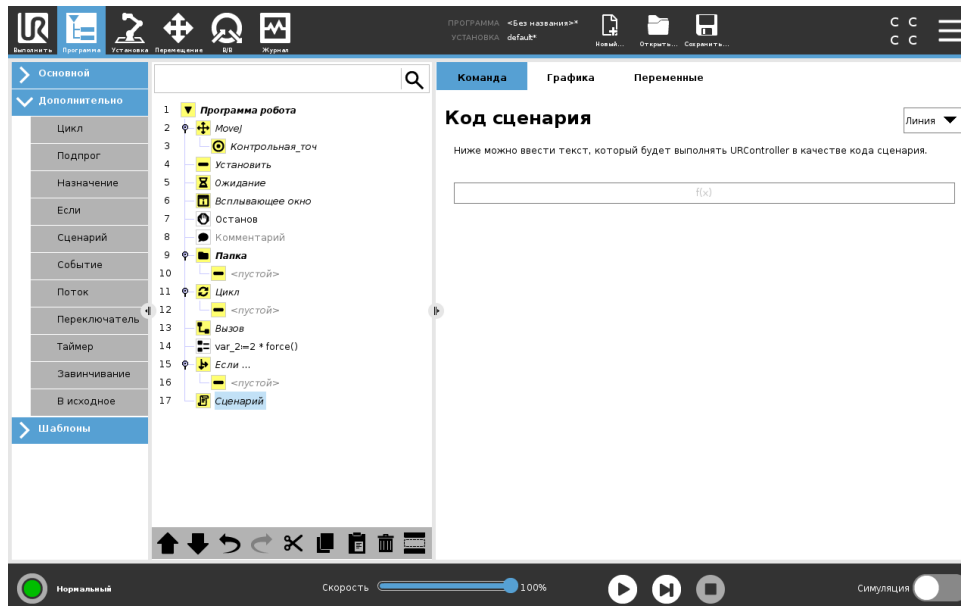 UR
Выполнить
Программа
Установка
Перемещение
В/В
Журнал
ПРОГРАММА <Без названия>*
УСТАНОВКА default*
Новый...
Открыть...
Сохранить...
C C
C C
Основной
Дополнительно
Цикл
Подпрог
Назначение
Если
Сценарий
Событие
Поток
Переключатель
Таймер
Завинчивание
В исходное
Шаблоны
1 Программа робота
2 MoveJ
3 Контрольная_точ
4 Установить
5 Ожидание
6 Всплывающее окно
7 Останов
8 Комментарий
9 Папка
10 <пустой>
11 Цикл
12 <пустой>
13 Вызов
14 var_2≔2 * force()
15 Если ...
16 <пустой>
17 Сценарий
Команда
Графика
Переменные
Код сценария
Линия
Ниже можно ввести текст, который будет выполнять URController в качестве кода сценария.
f(x)
Нормальный
Скорость
100%
Симуляция